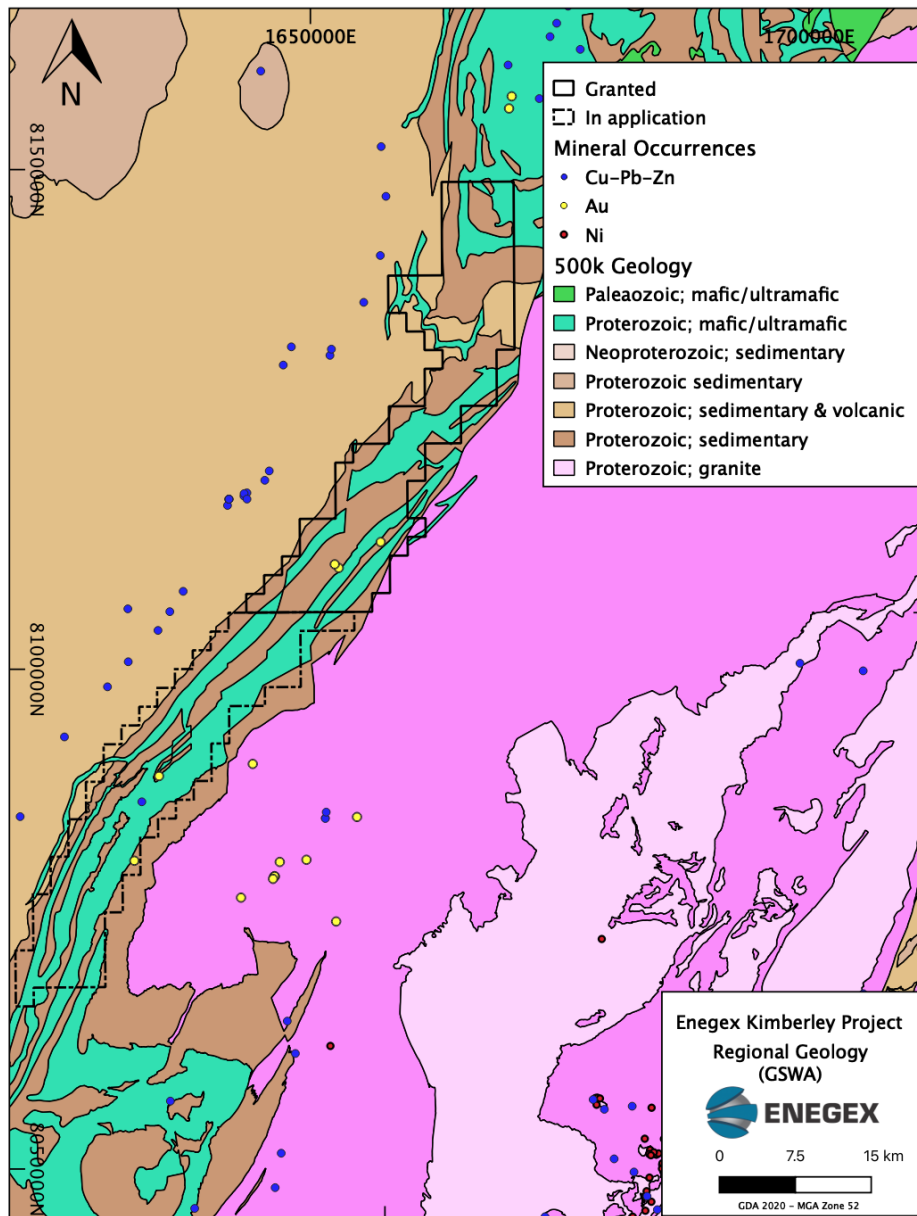 1650000E
1700000E
N
8150000N
8100000N
8050000N
Granted
In application
Mineral Occurrences
Cu-Pb-Zn
Au
Ni
500k Geology
Paleaozoic; mafic/ultramafic
Proterozoic; mafic/ultramafic
Neoproterozoic; sedimentary
Proterozoic sedimentary
Proterozoic; sedimentary & volcanic
Proterozoic; sedimentary
Proterozoic; granite
Enegex Kimberley Project
Regional Geology
(GSWA)
ENEGEX
0 7.5 15 km
GDA 2020 - MGA Zone 52